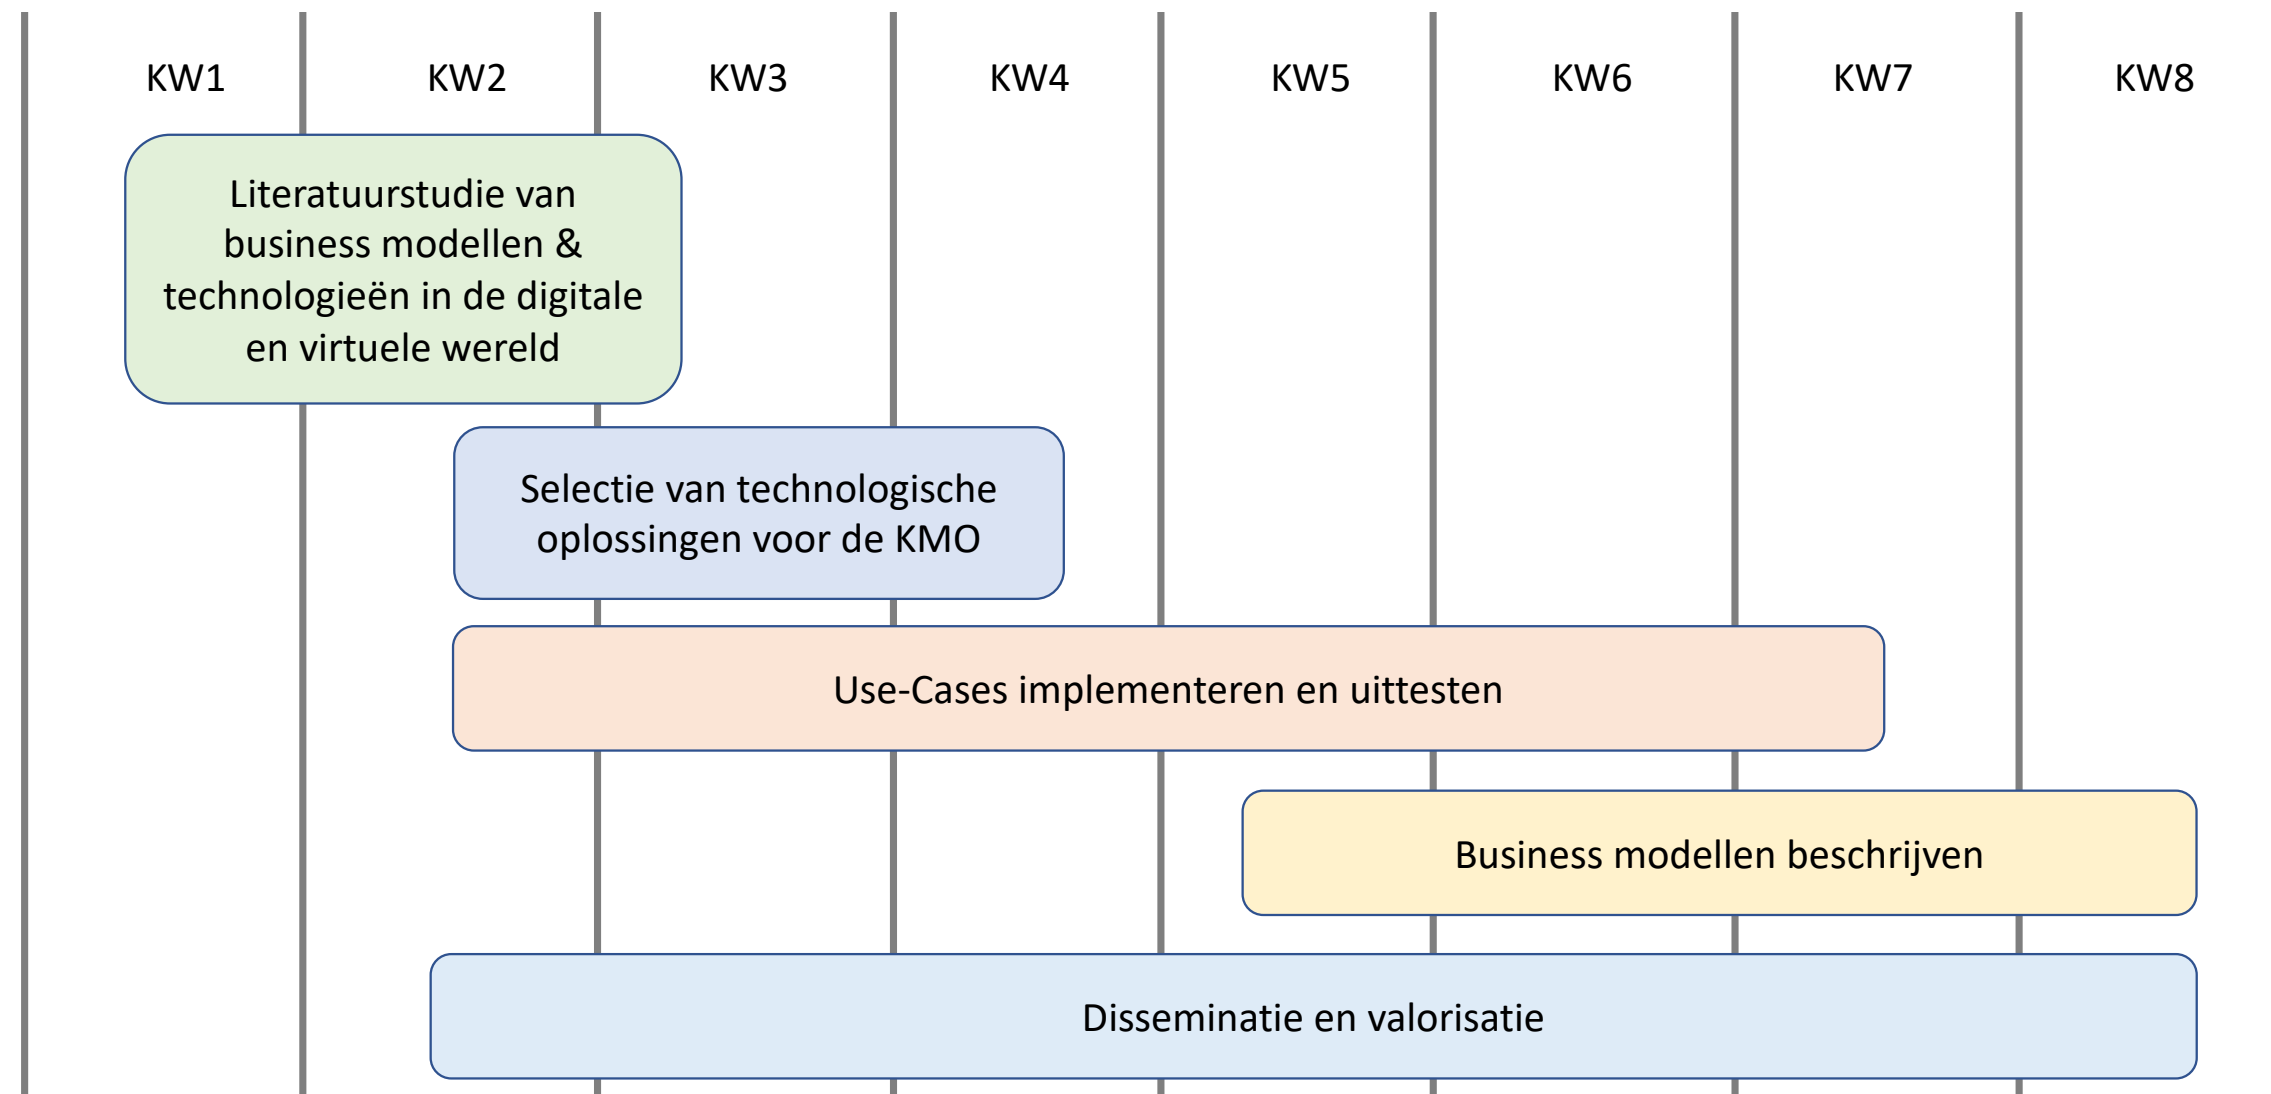 KW1 KW2 KW3 KW4 KW5 KW6 KW7 KW8
Literatuurstudie van
business modellen &
technologieën in de digitale
en virtuele wereld
Selectie van technologische
oplossingen voor de KMO
Use-Cases implementeren en uittesten
Business modellen beschrijven
Disseminatie en valorisatie